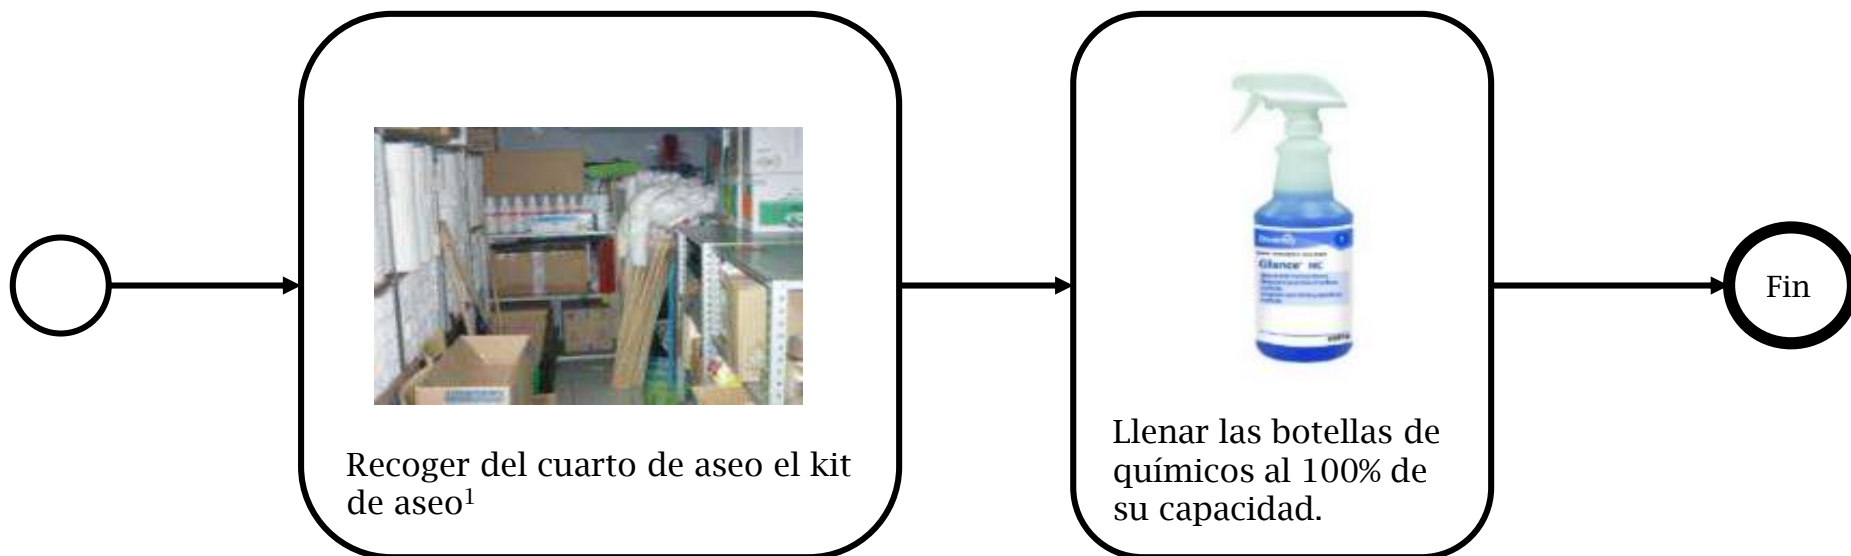 Recoger del cuarto de aseo el kit
de aseo¹
Glance HC
Llenar las botellas de
químicos al 100% de
su capacidad.
Fin